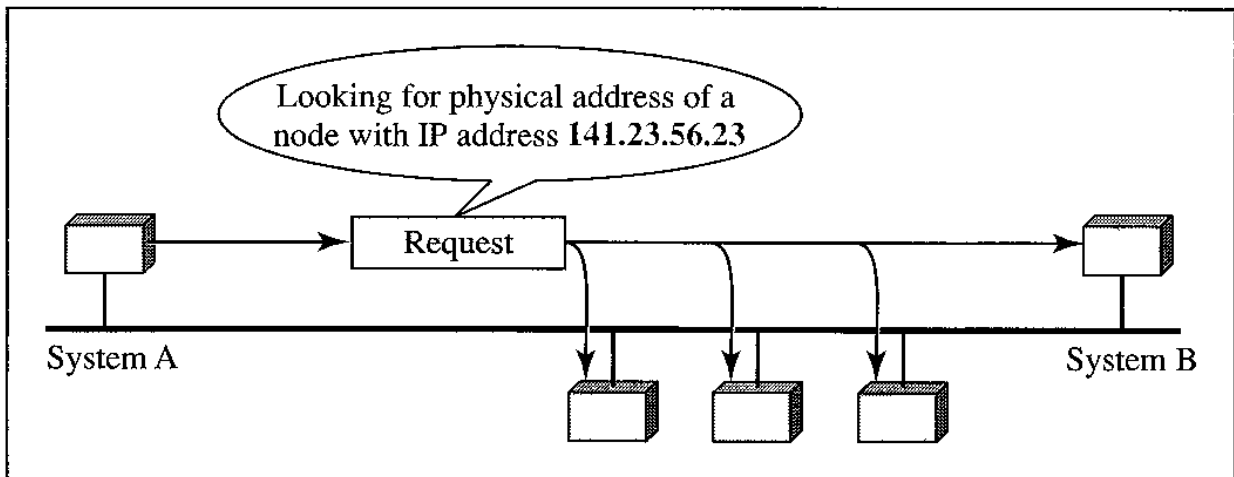 Looking for physical address of a
node with IP address 141.23.56.23
Request
System A
System B